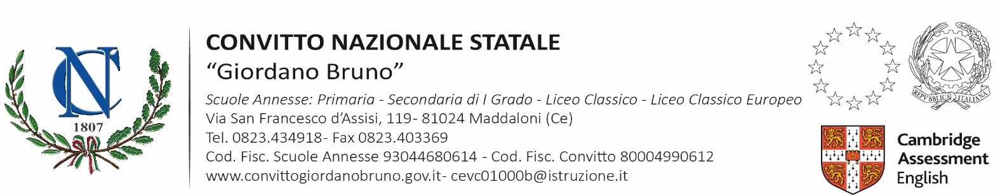 CN
1807
CONVITTO NAZIONALE STATALE
“Giordano Bruno”
Scuole Annesse: Primaria - Secondaria di I Grado - Liceo Classico - Liceo Classico Europeo
Via San Francesco d’Assisi, 119- 81024 Maddaloni (Ce)
Tel. 0823.434918- Fax 0823.403369
Cod. Fisc. Scuole Annesse 93044680614 - Cod. Fisc. Convitto 80004990612
www.convittogiordanobruno.gov.it- cevc01000b@istruzione.it
REPVBBLICA ITALIANA
Cambridge
Assessment
English